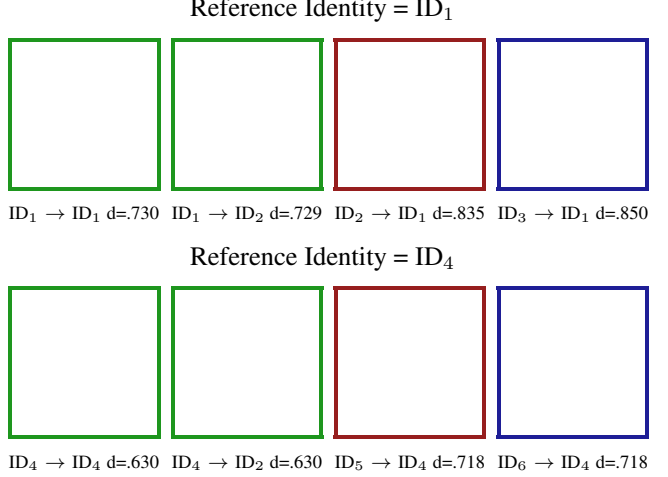 Reference Identity = ID₁
ID₁ → ID₁ d=.730 ID₁ → ID₂ d=.729 ID₂ → ID₁ d=.835 ID₃ → ID₁ d=.850
Reference Identity = ID₄
ID₄ → ID₄ d=.630 ID₄ → ID₂ d=.630 ID₅ → ID₄ d=.718 ID₆ → ID₄ d=.718